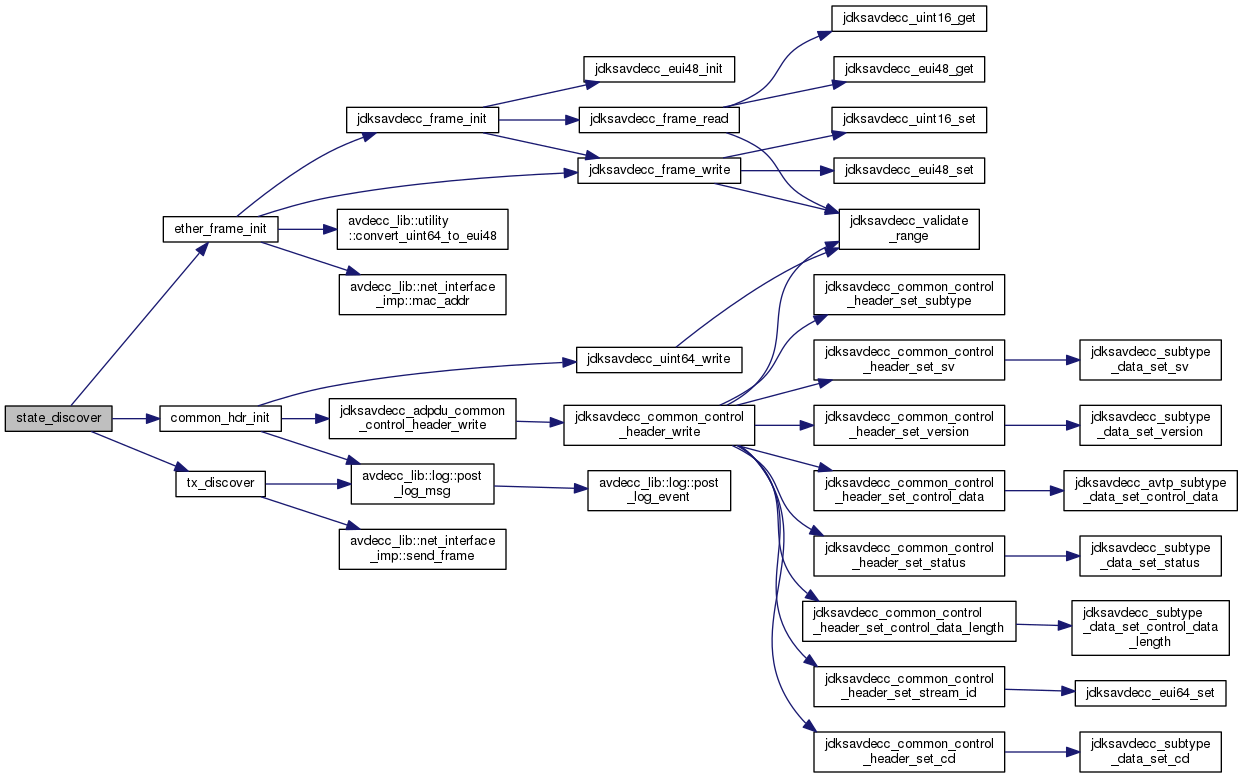 state_discover
ether_frame_init
common_hdr_init
tx_discover
jdksavdecc_frame_init
avdecc_lib::utility
::convert_uint64_to_eui48
avdecc_lib::net_interface
_imp::mac_addr
jdksavdecc_adpdu_common
_control_header_write
avdecc_lib::log::post
_log_msg
avdecc_lib::net_interface
_imp::send_frame
jdksavdecc_eui48_init
jdksavdecc_frame_read
jdksavdecc_frame_write
jdksavdecc_uint64_write
jdksavdecc_common_control
_header_write
avdecc_lib::log::post
_log_event
jdksavdecc_uint16_get
jdksavdecc_eui48_get
jdksavdecc_uint16_set
jdksavdecc_eui48_set
jdksavdecc_validate
_range
jdksavdecc_common_control
_header_set_subtype
jdksavdecc_common_control
_header_set_sv
jdksavdecc_common_control
_header_set_version
jdksavdecc_common_control
_header_set_control_data
jdksavdecc_common_control
_header_set_status
jdksavdecc_common_control
_header_set_control_data_length
jdksavdecc_common_control
_header_set_stream_id
jdksavdecc_common_control
_header_set_cd
jdksavdecc_subtype
_data_set_sv
jdksavdecc_subtype
_data_set_version
jdksavdecc_avtp_subtype
_data_set_control_data
jdksavdecc_subtype
_data_set_status
jdksavdecc_subtype
_data_set_control_data
_length
jdksavdecc_eui64_set
jdksavdecc_subtype
_data_set_cd